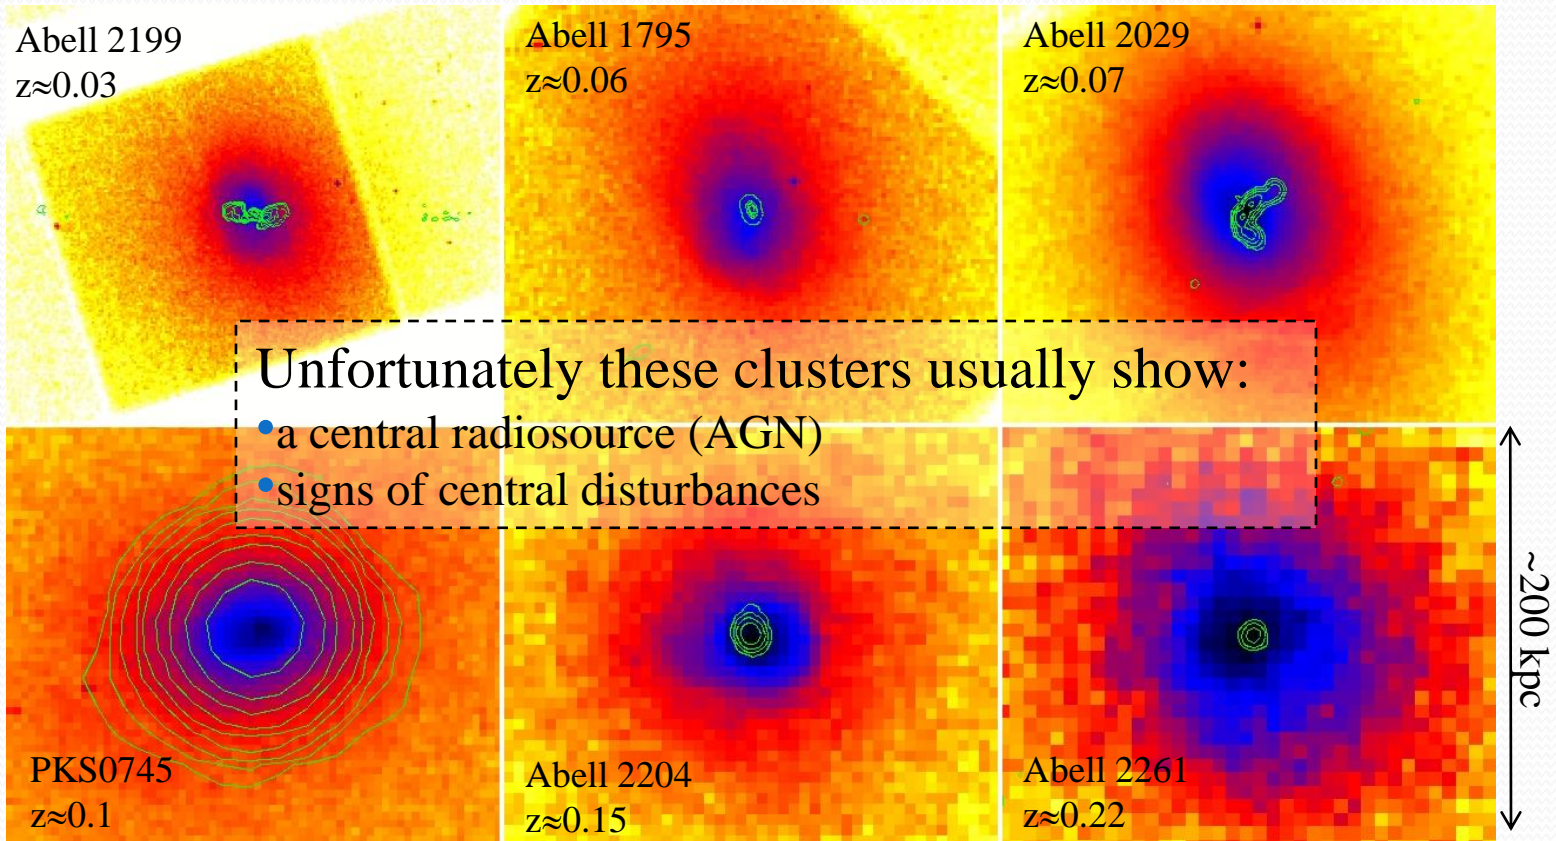 Abell 2199
z≈0.03
Abell 1795
z≈0.06
Abell 2029
z≈0.07
Unfortunately these clusters usually show:
•a central radiosource (AGN)
•signs of central disturbances
PKS0745
z≈0.1
Abell 2204
z≈0.15
Abell 2261
z≈0.22
~200 kpc